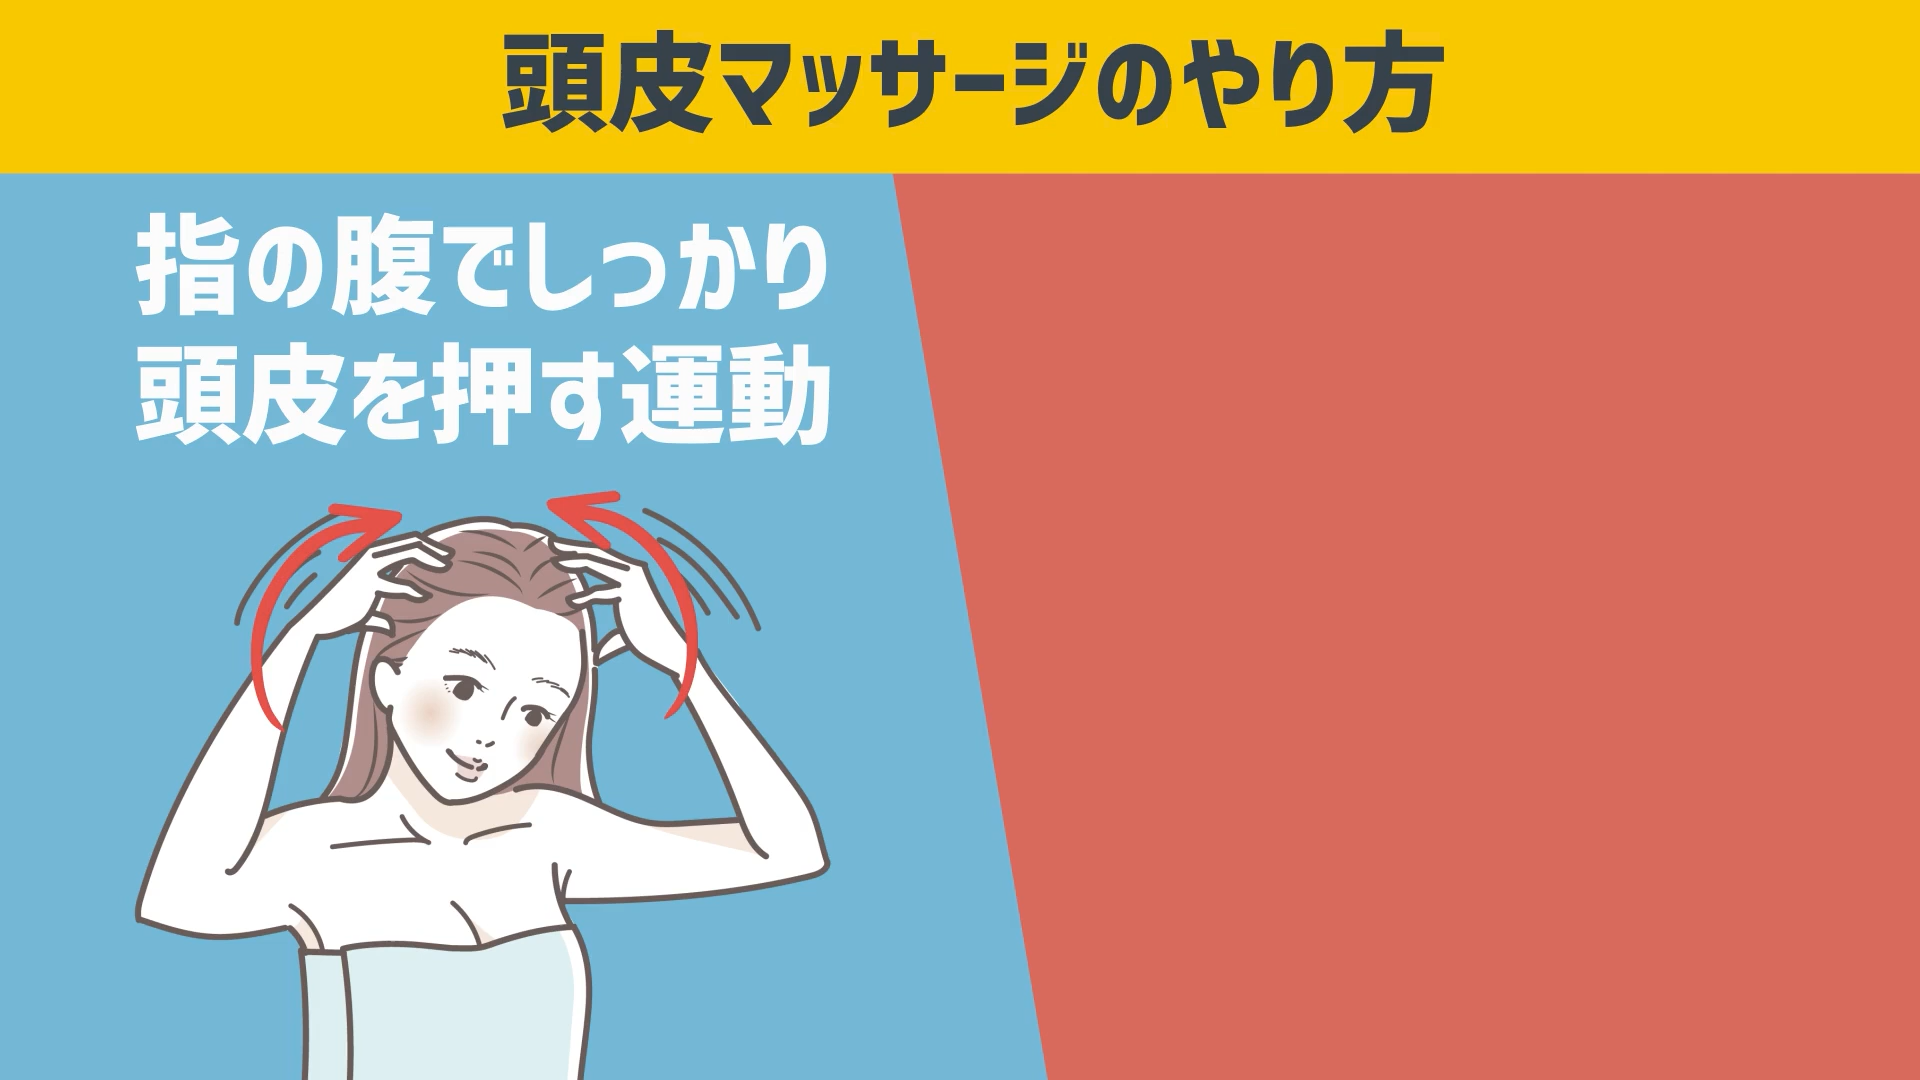 頭皮マッサージのやり方
指の腹でしっかり
頭皮を押す運動